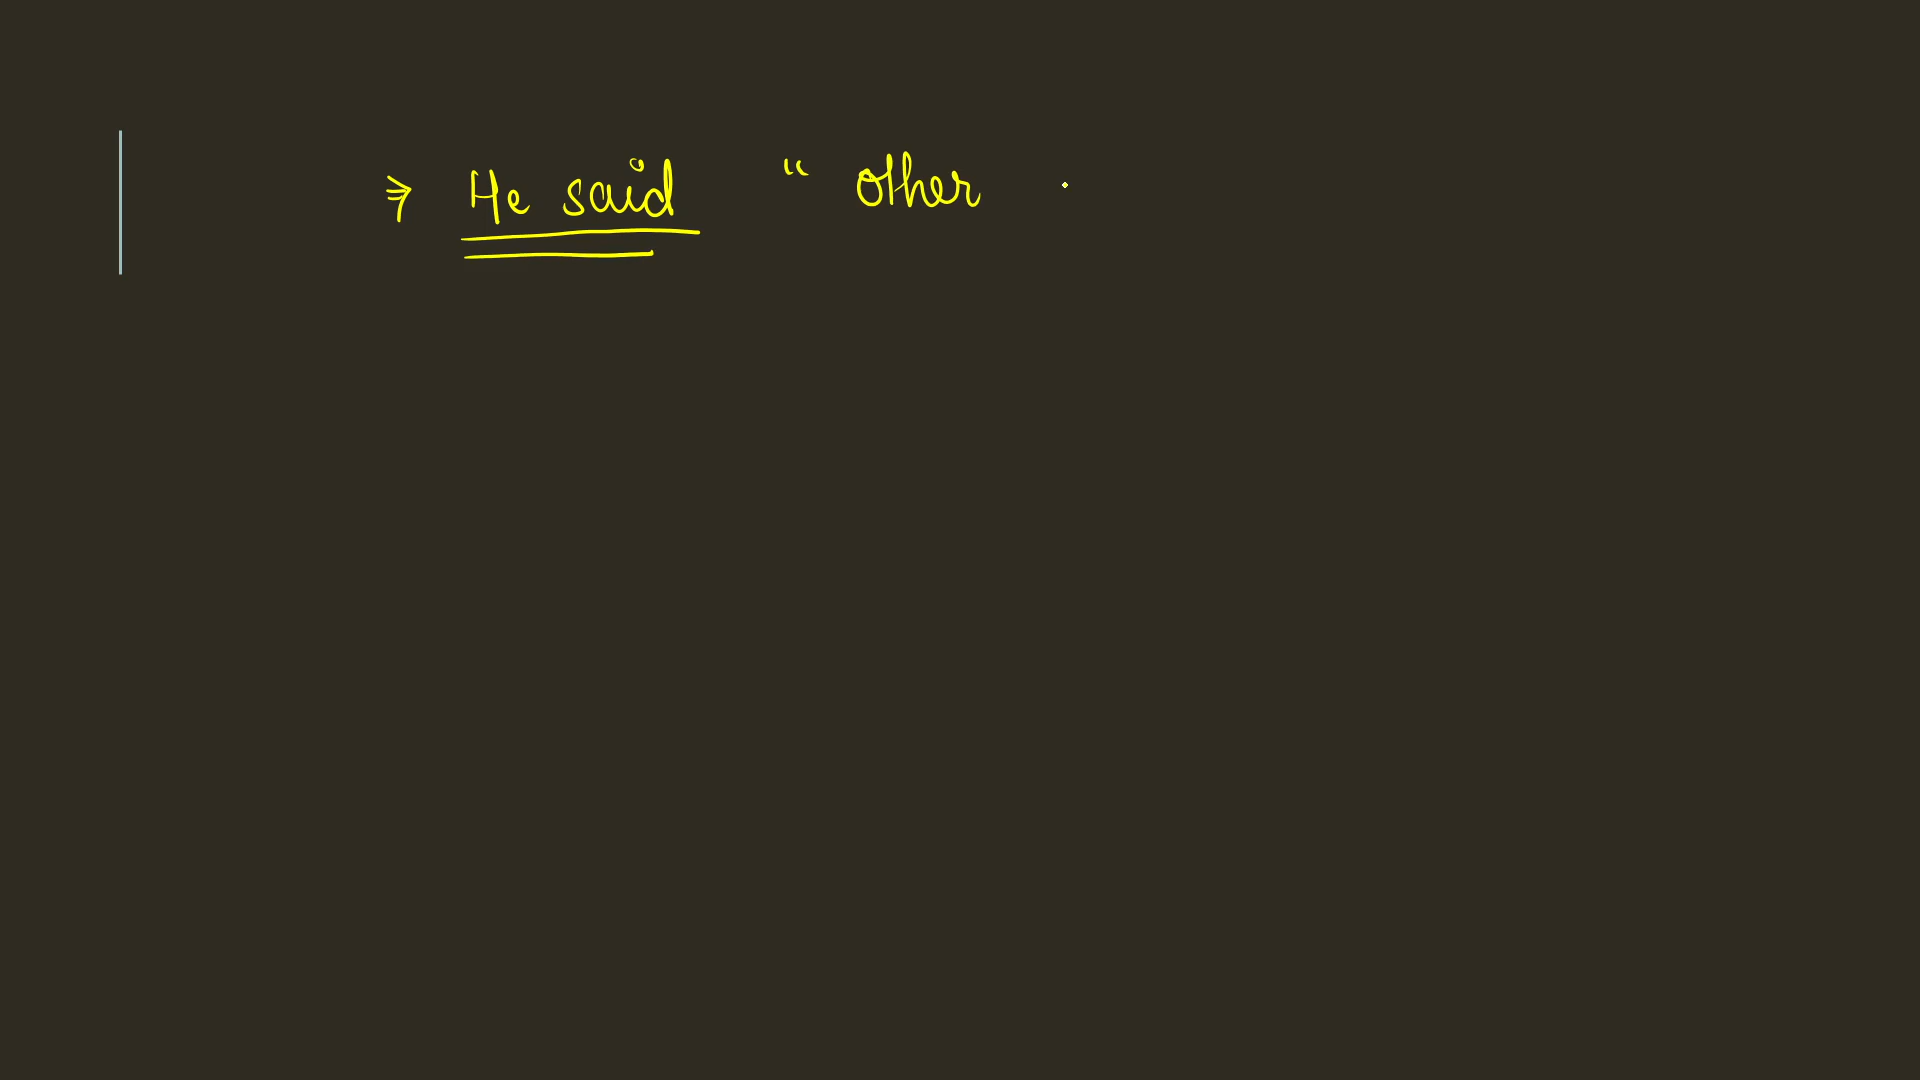 ⇒ He said “ other